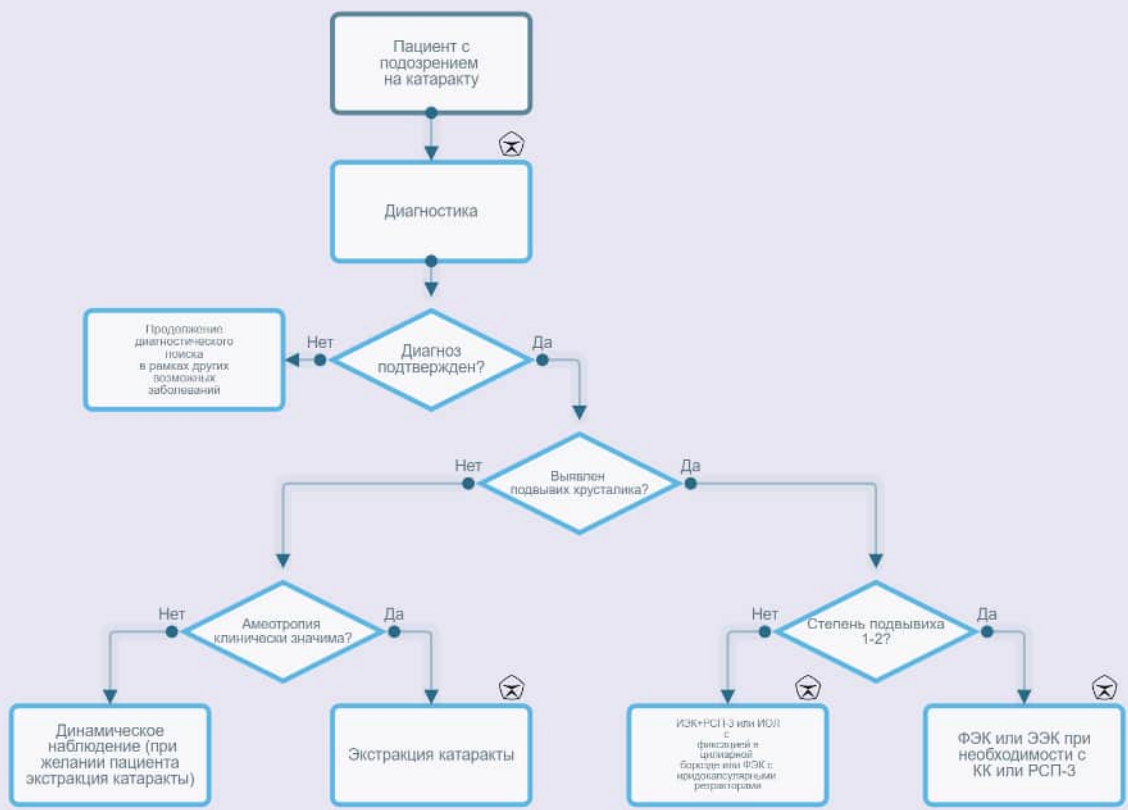 Пациент с
подозрением
на катаракту
Диагностика
Продолжение
диагностического
поиска
в рамках других
возможных
заболеваний
Нет
Диагноз
подтвержден?
Да
Нет
Выявлен
подвывих хрусталика?
Да
Нет
Амеотропия
клинически значима?
Да
Нет
Степень подвывиха
1-2?
Да
Динамическое
наблюдение (при
желании пациента
экстракция катаракты)
Экстракция катаракты
ИЭК+РСП-3 или ИОЛ
с
фиксацией в
цилиарной
борозде или ФЭК с
иридокапсулярными
ретракторами
ФЭК или ЭЭК при
необходимости с
КК или РСП-3